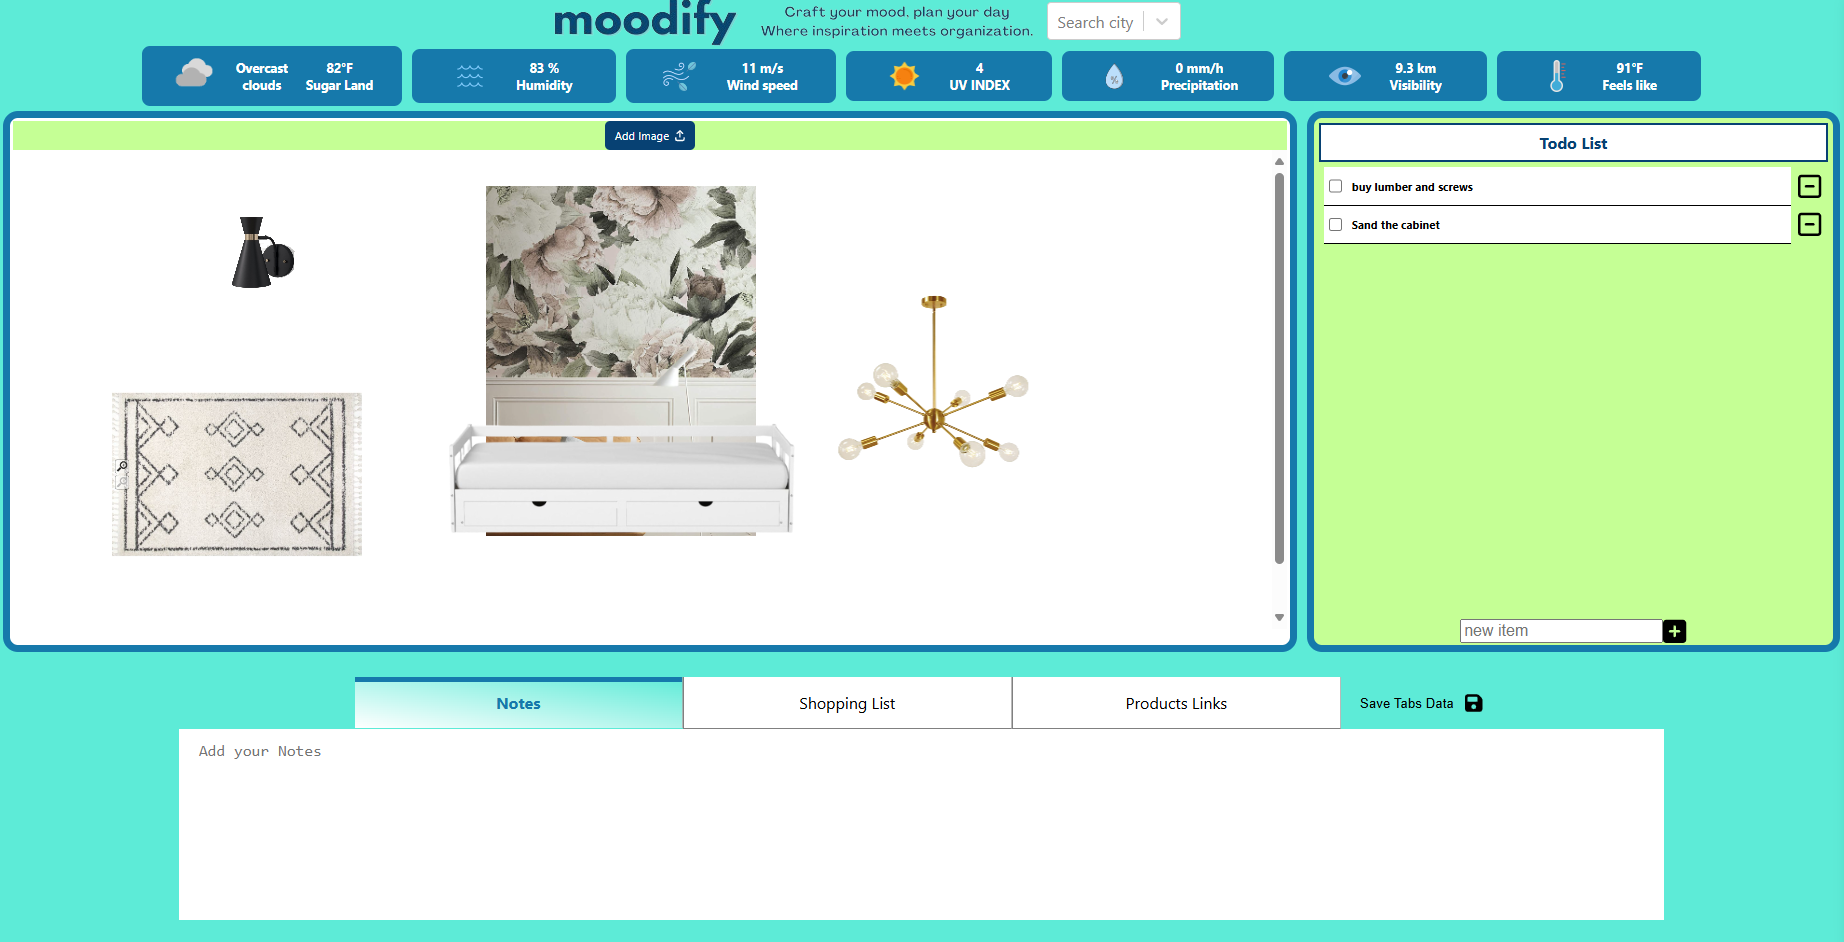 moodify
Craft your mood, plan your day
Where inspiration meets organization.
Search city
Overcast clouds
82°F
Sugar Land
83 %
Humidity
11 m/s
Wind speed
4
UV INDEX
%
0 mm/h
Precipitation
9.3 km
Visibility
91°F
Feels like
Add Image
Todo List
buy lumber and screws
Sand the cabinet
new item
Notes
Shopping List
Products Links
Save Tabs Data
Add your Notes